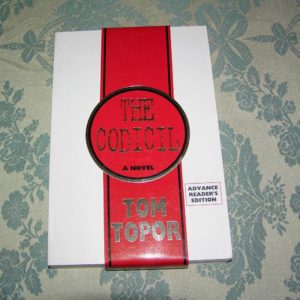 THE
CODICIL
A NOVEL
ADVANCE
READER'S
EDITION
TOM
TOPOR